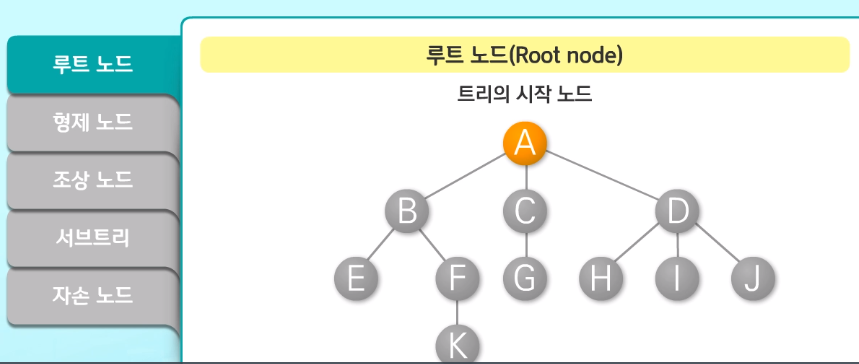 루트 노드
형제 노드
조상 노드
서브트리
자손 노드
루트 노드(Root node)
트리의 시작 노드
A
B C D
E F G H I J
K